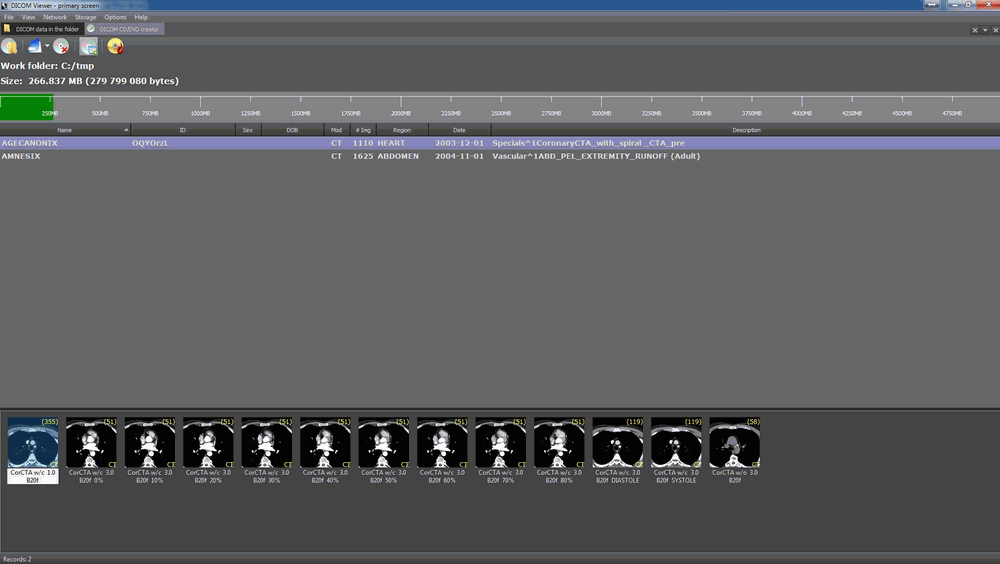 DICOM Viewer - primary screen
File View Network Storage Options Help
DICOM data in the folder DICOM CD/DVD creator
Work folder: C:/tmp
Size: 266.837 MB (279 799 080 bytes)
250MB 500MB 750MB 1000MB 1250MB 1500MB 1750MB 2000MB 2250MB 2500MB 2750MB 3000MB 3250MB 3500MB 3750MB 4000MB 4250MB 4500MB 4750MB
Name ID Sex DOB Mod # Img Region Date Description
AGECANONIX OQYOrzL CT 1110 HEART 2003-12-01 Specials^1CoronaryCTA_with_spiral _CTA_pre
AMNESIX CT 1625 ABDOMEN 2004-11-01 Vascular^1ABD_PEL_EXTREMITY_RUNOFF (Adult)
(355) (51) (51) (51) (51) (51) (51) (51) (51) (51) (119) (119) (58)
CT CT CT CT CT CT CT CT CT CT CT CT CT
CorCTA w/c 1.0 CorCTA w/c 3.0 CorCTA w/c 3.0 CorCTA w/c 3.0 CorCTA w/c 3.0 CorCTA w/c 3.0 CorCTA w/c 3.0 CorCTA w/c 3.0 CorCTA w/c 3.0 CorCTA w/c 3.0 CorCTA w/c 3.0 CorCTA w/c 3.0 CorCTA w/o 3.0
B20f B20f 0% B20f 10% B20f 20% B20f 30% B20f 40% B20f 50% B20f 60% B20f 70% B20f 80% B20f DIASTOLE B20f SYSTOLE B20f
Records: 2